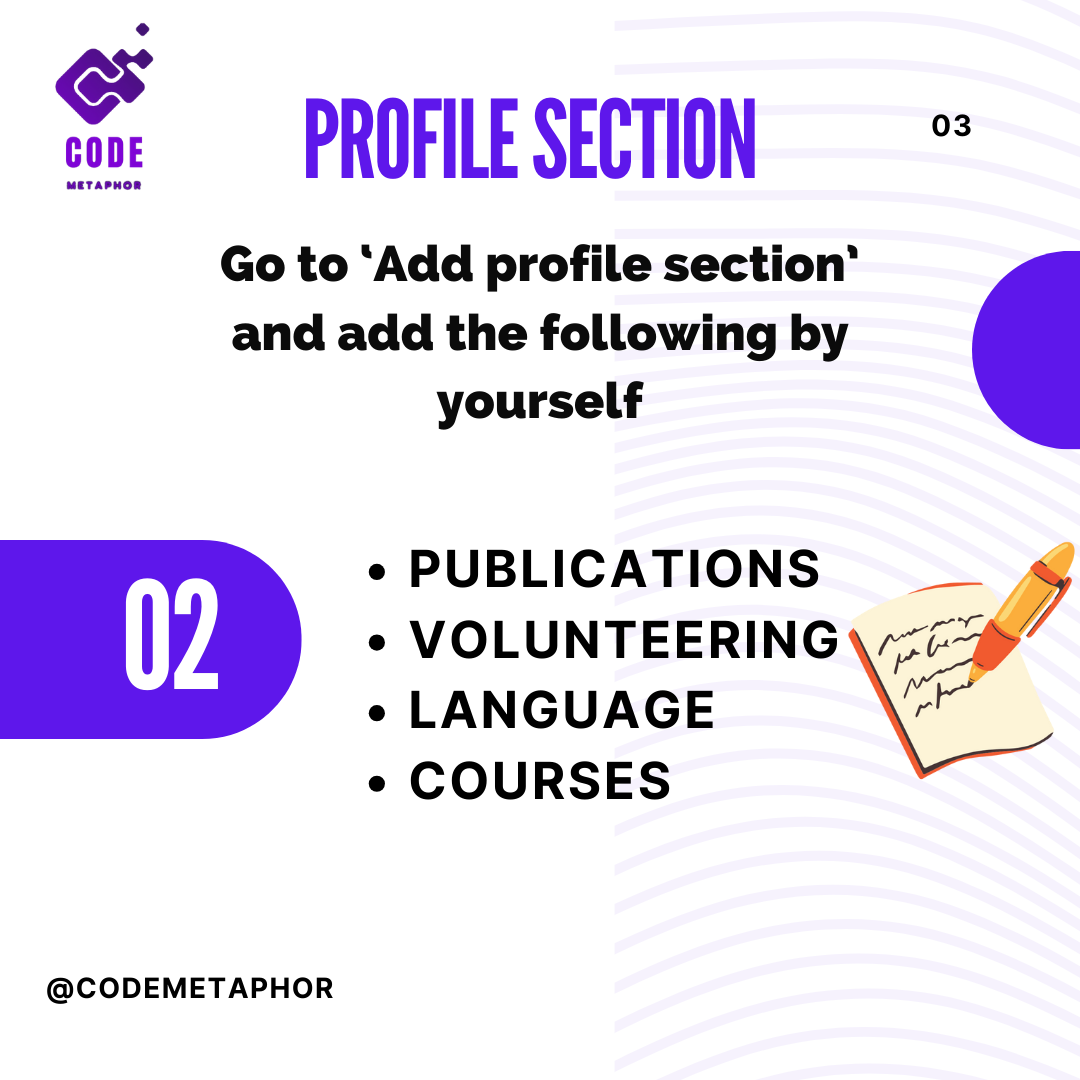 CODE
METAPHOR
PROFILE SECTION
03
Go to ‘Add profile section’
and add the following by
yourself
02
• PUBLICATIONS
• VOLUNTEERING
• LANGUAGE
• COURSES
@CODEMETAPHOR